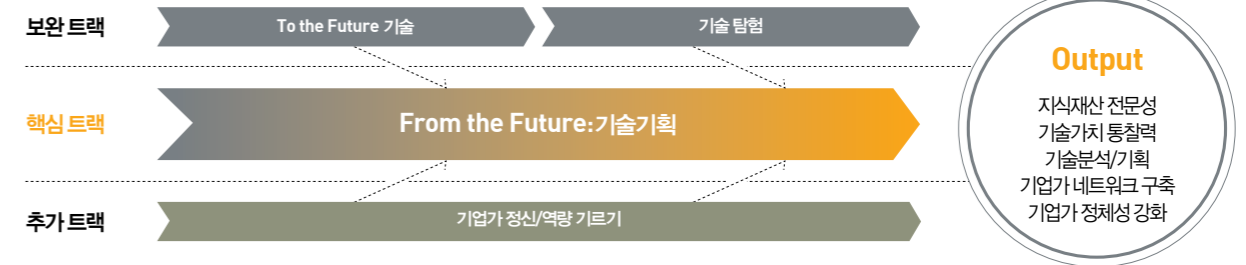 보완 트랙
To the Future 기술
기술 탐험
핵심 트랙
From the Future:기술기획
추가 트랙
기업가 정신/역량 기르기
Output
지식재산 전문성
기술가치 통찰력
기술분석/기획
기업가 네트워크 구축
기업가 정체성 강화